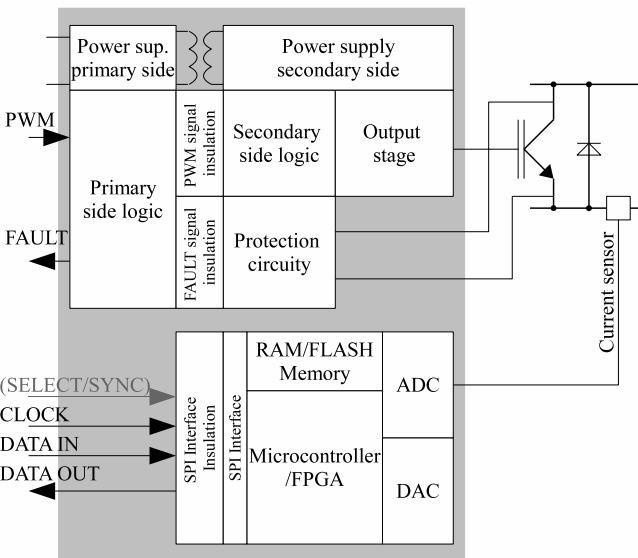 Power sup.
primary side
Power supply
secondary side
PWM
PWM signal
insulation
Secondary
side logic
Output
stage
Primary
side logic
FAULT
FAULT signal
insulation
Protection
circuity
Current sensor
RAM/FLASH
Memory
ADC
(SELECT/SYNC)
CLOCK
DATA IN
DATA OUT
SPI Interface
Insulation
SPI Interface
Microcontroller
/FPGA
DAC